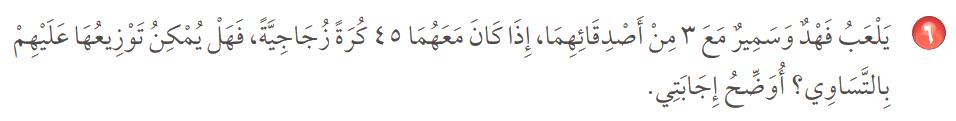 ٦ يَلْعَبُ فَهْدٌ وَسَمِيرٌ مَعَ ٣ مِنْ أَصْدِقَائِهِمَا، إِذَا كَانَ مَعَهُمَا ٤٥ كُرَةً زُجَاجِيَّةً، فَهَلْ يُمْكِنُ تَوْزِيعُهَا عَلَيْهِمْ
بِالتَّسَاوِي؟ أُوَضِّحُ إِجَابَتِي.